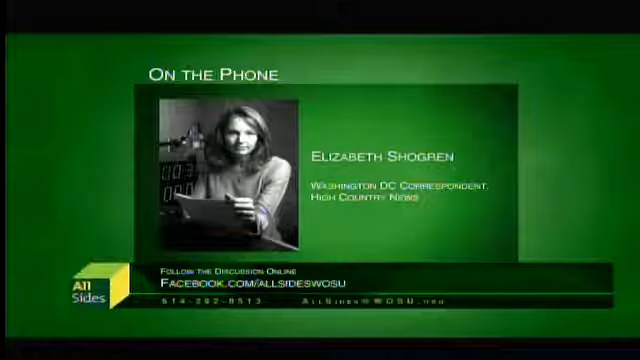 On the Phone
Elizabeth Shogren
Washington DC Correspondent,
High Country News
Follow the Discussion Online
Facebook.com/allsideswosu
All
Sides
614-292-8513
AllSides@WOSU.org